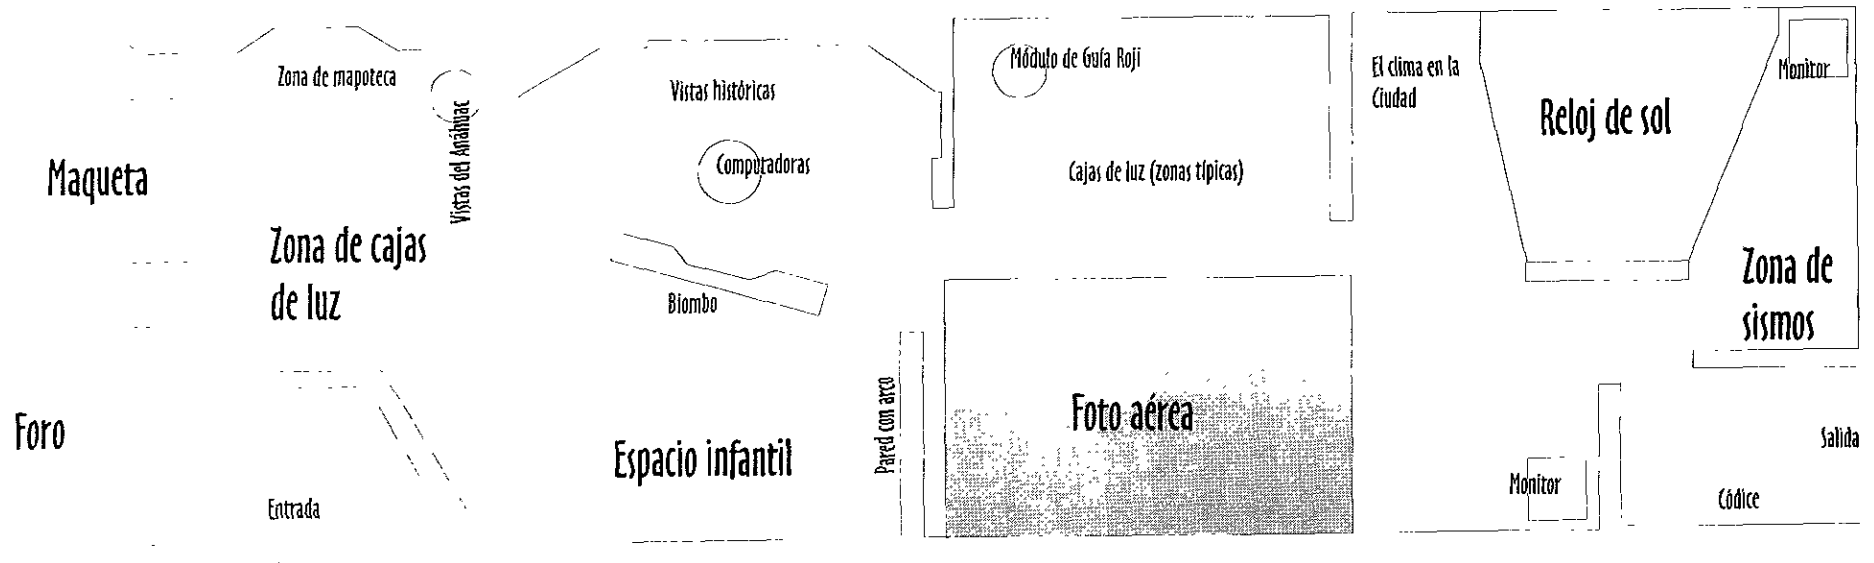 Zona de mapoteca
Vistas del Anáhuac
Maqueta
Zona de cajas
de luz
Foro
Entrada
Vistas históricas
Computadoras
Biombo
Espacio infantil
Pared con arco
Módulo de Guía Roji
Cajas de luz (zonas típicas)
Foto aérea
El clima en la
Ciudad
Reloj de sol
Monitor
Zona de
sismos
Salida
Monitor
Códice